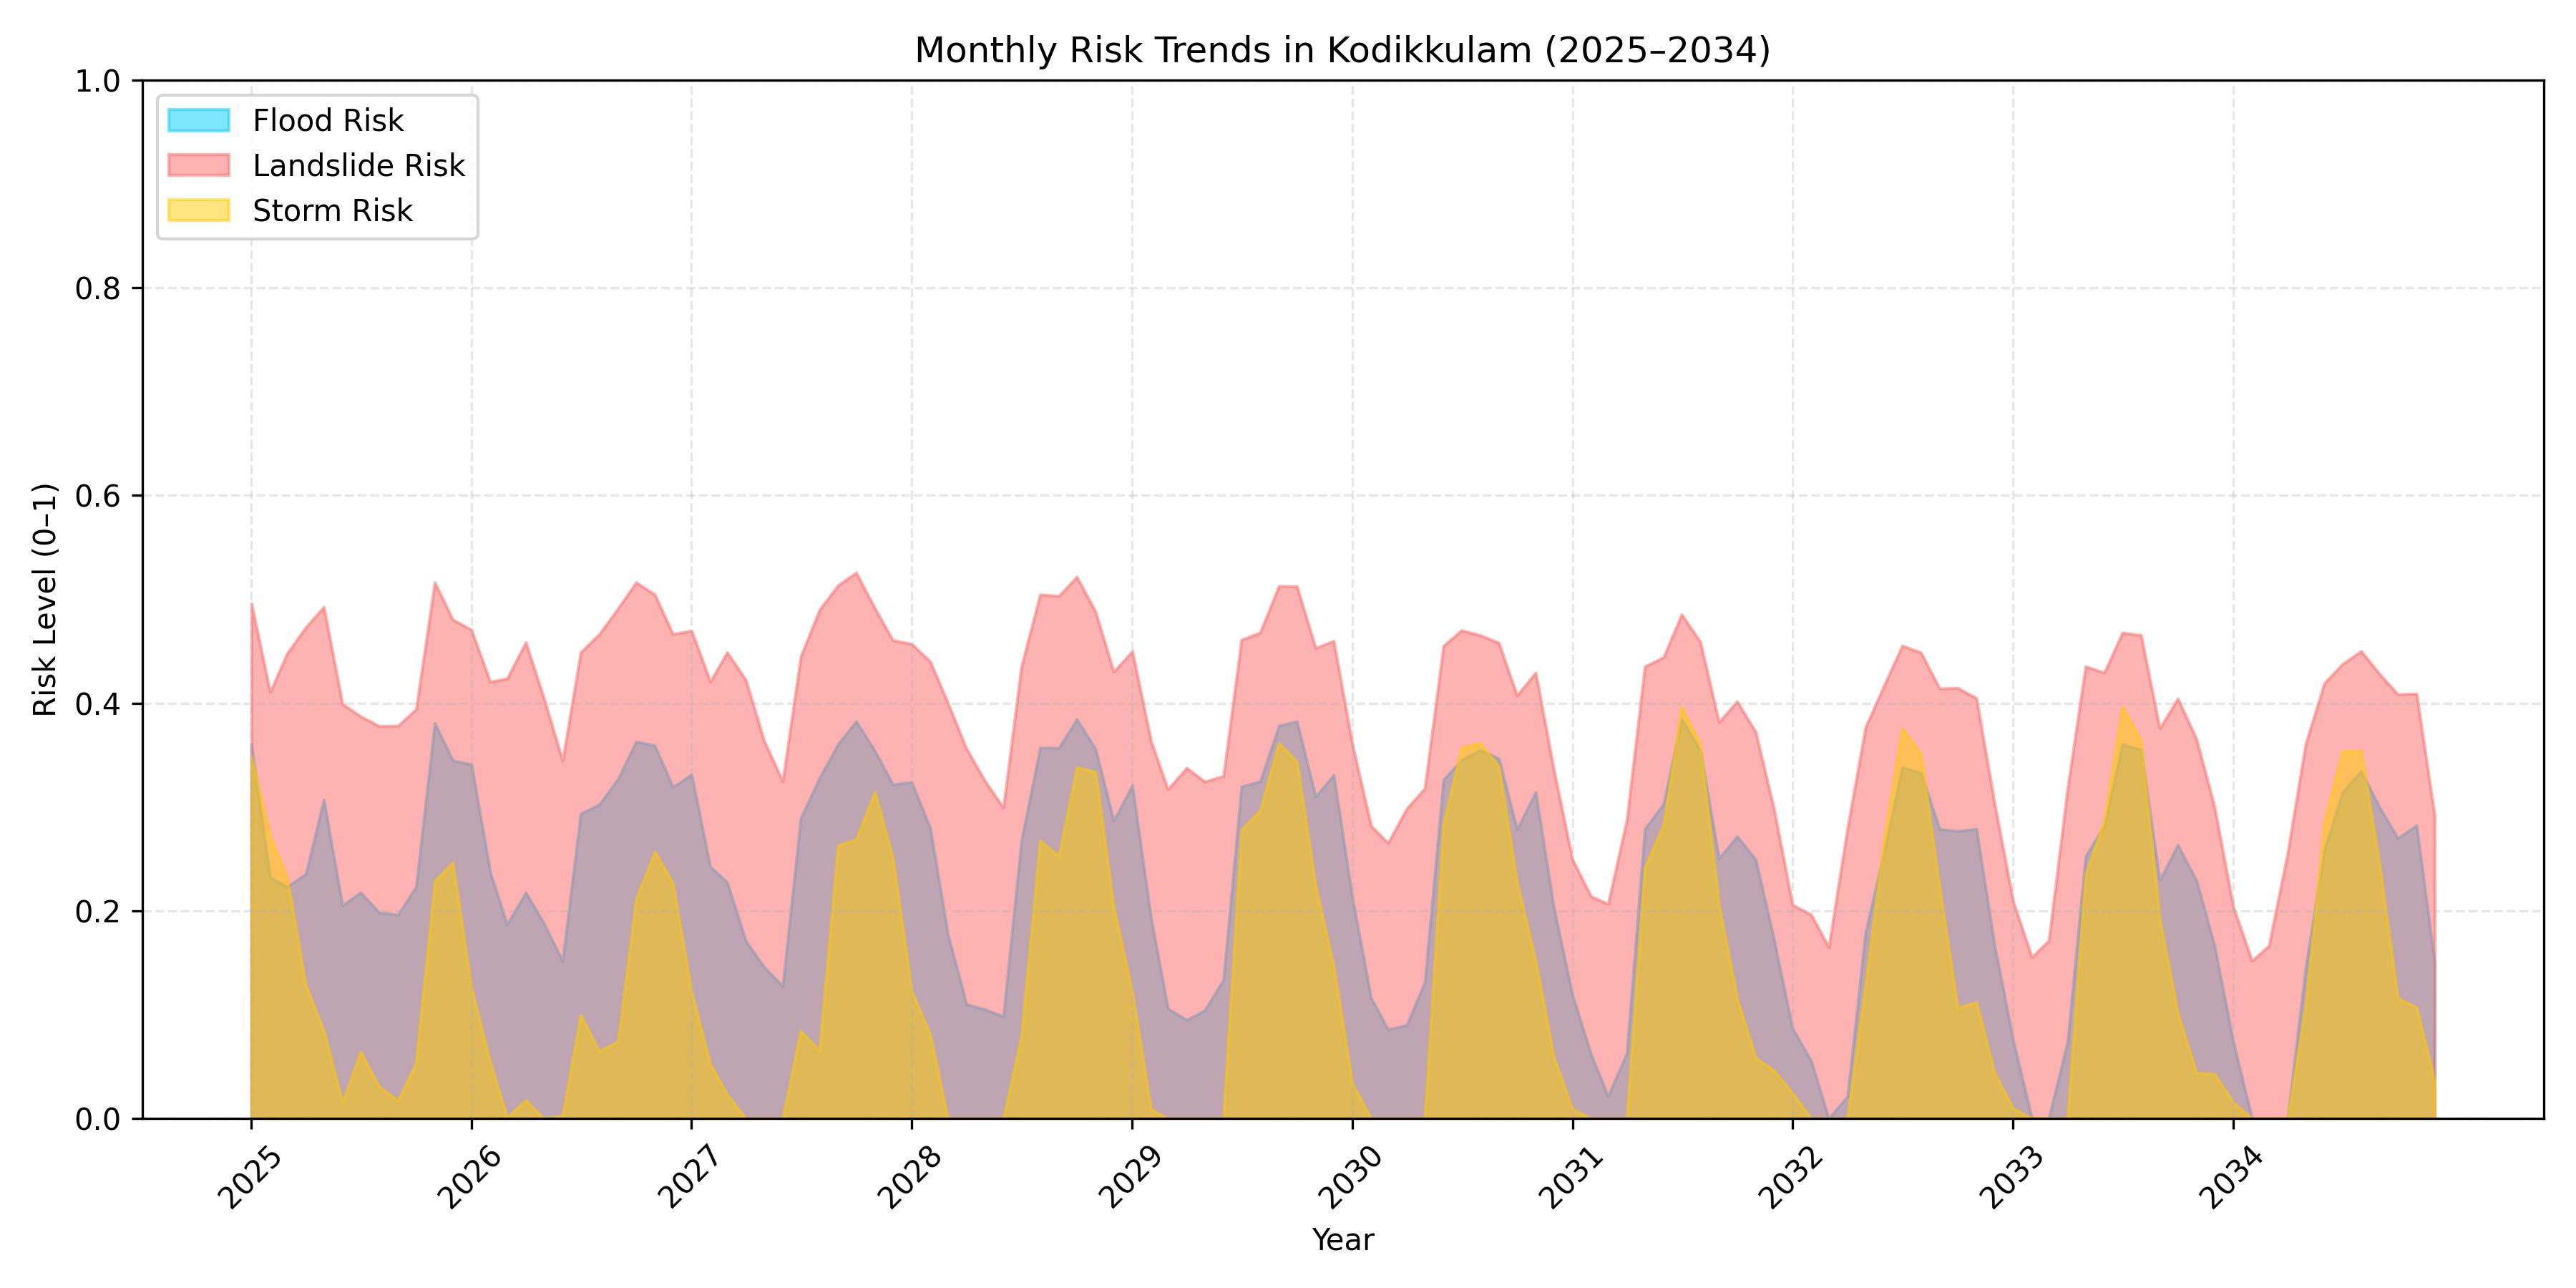 Monthly Risk Trends in Kodikkulam (2025–2034)
1.0
Flood Risk
Landslide Risk
Storm Risk
0.8
0.6
Risk Level (0–1)
0.4
0.2
0.0
2025
2026
2027
2028
2029
2030
2031
2032
2033
2034
Year